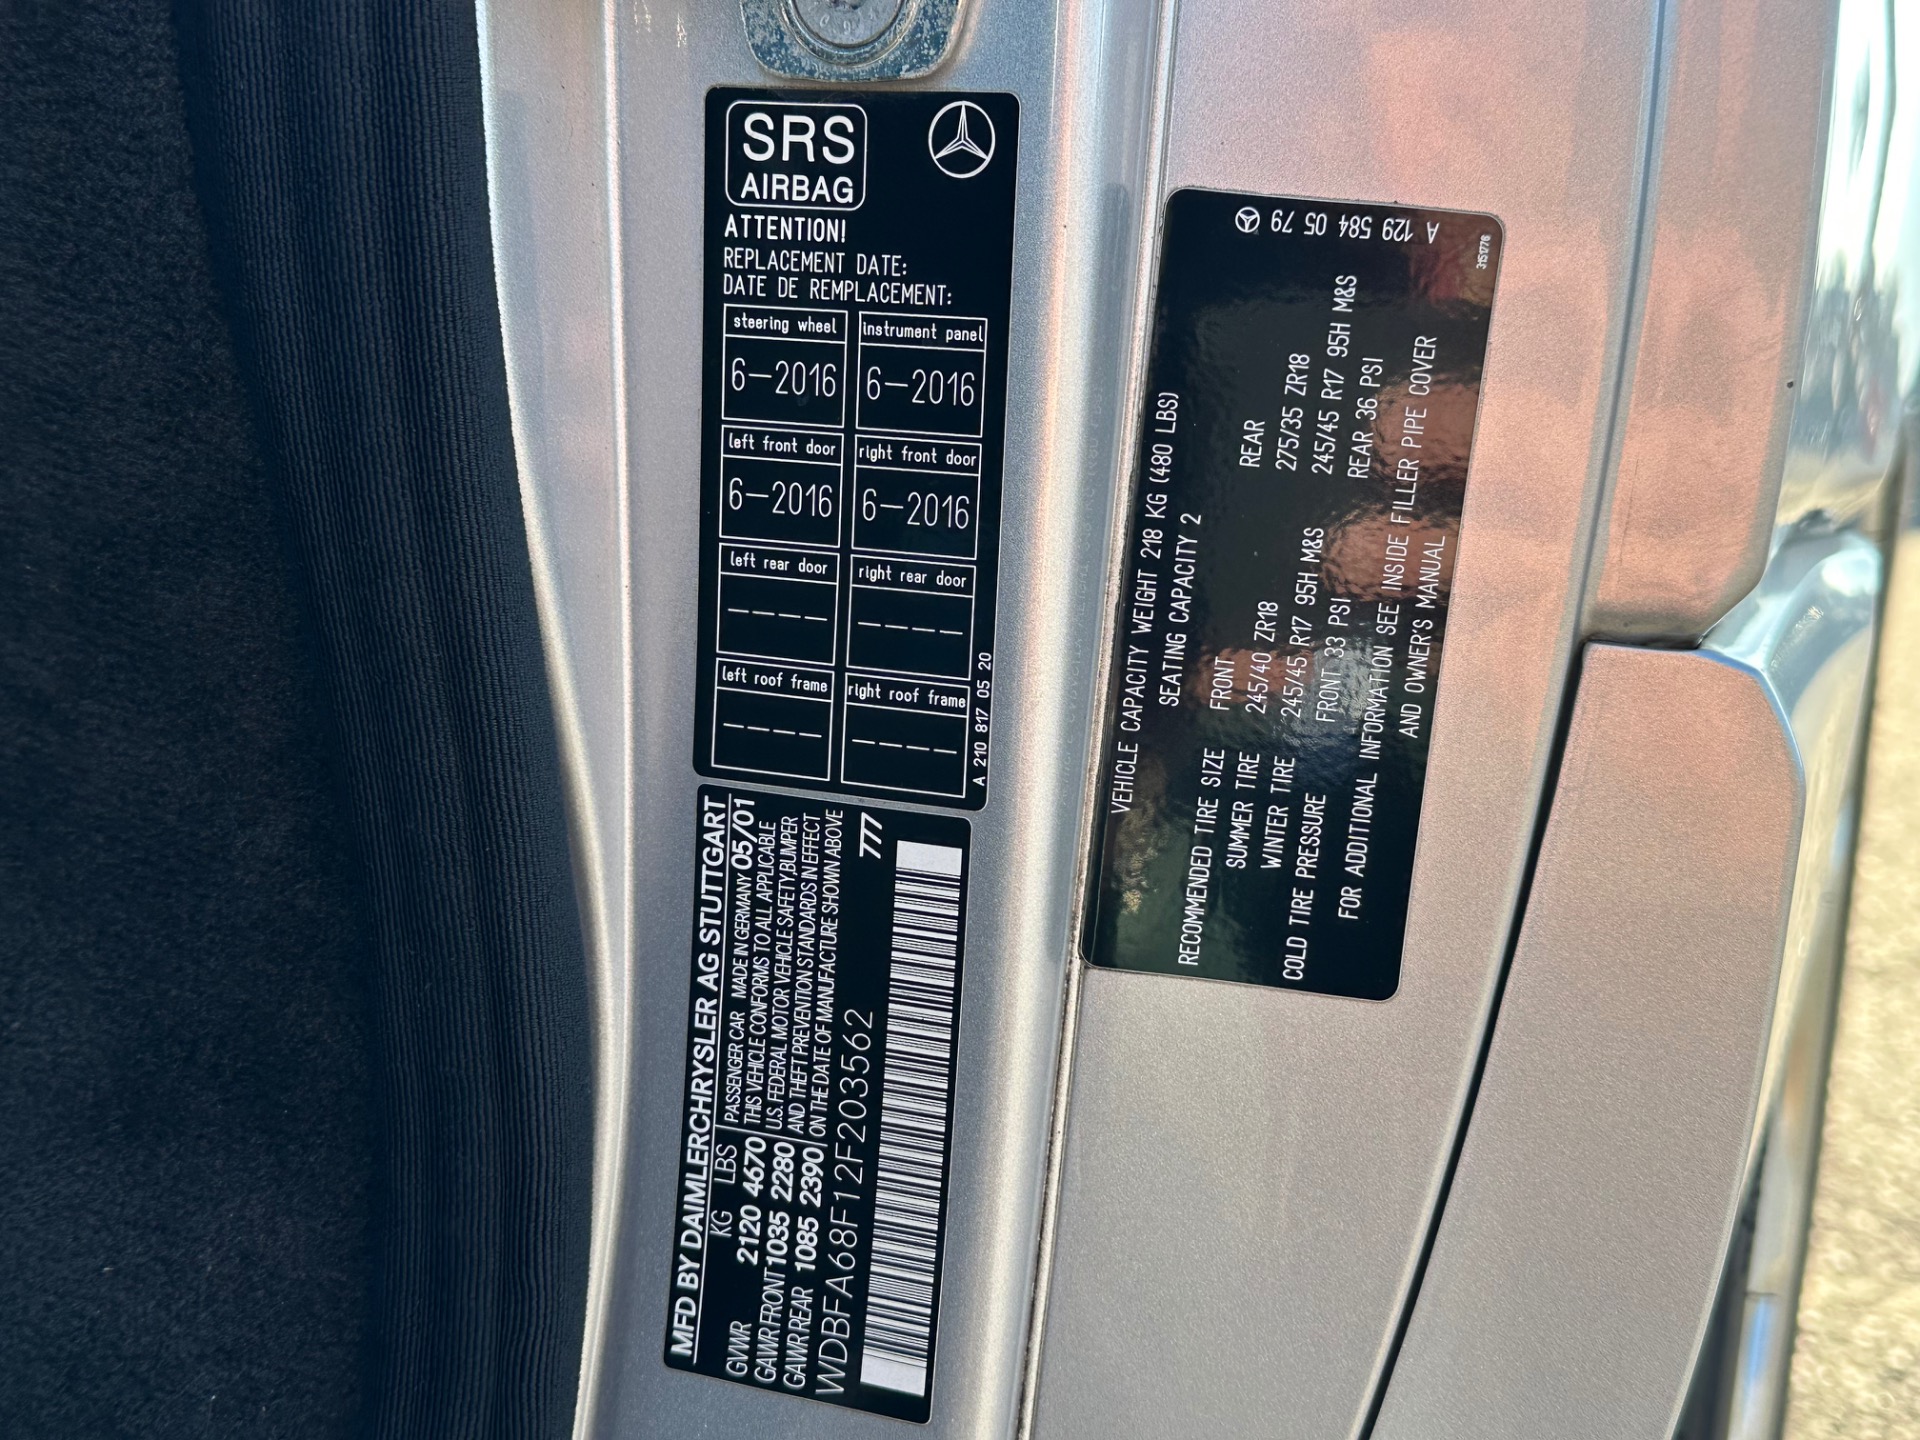 SRS
AIRBAG
ATTENTION!
REPLACEMENT DATE:
DATE DE REMPLACEMENT:
steering wheel
6-2016
instrument panel
6-2016
left front door
6-2016
right front door
6-2016
left rear door
----
right rear door
----
left roof frame
----
right roof frame
----
A 210 817 05 20
MFD BY DAIMLERCHRYSLER AG STUTTGART
KG LBS
GVWR 2120 4670
GAWR FRONT 1035 2280
GAWR REAR 1085 2390
PASSENGER CAR MADE IN GERMANY 05/01
THIS VEHICLE CONFORMS TO ALL APPLICABLE
U.S. FEDERAL MOTOR VEHICLE SAFETY,BUMPER
AND THEFT PREVENTION STANDARDS IN EFFECT
ON THE DATE OF MANUFACTURE SHOWN ABOVE
WDBFA68F12F203562
777
VEHICLE CAPACITY WEIGHT 218 KG (480 LBS)
SEATING CAPACITY 2
RECOMMENDED TIRE SIZE FRONT REAR
SUMMER TIRE 245/40 ZR18 275/35 ZR18
WINTER TIRE 245/45 R17 95H M&S 245/45 R17 95H M&S
COLD TIRE PRESSURE FRONT 33 PSI REAR 36 PSI
FOR ADDITIONAL INFORMATION SEE INSIDE FILLER PIPE COVER
AND OWNER'S MANUAL
A 129 584 05 79
3151776